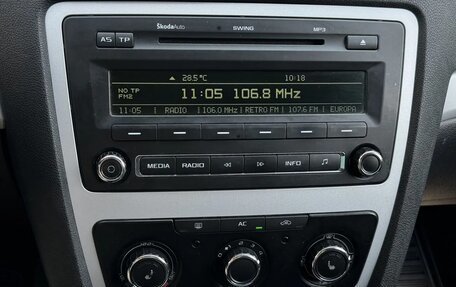 ŠkodaAuto SWING MP3
AS TP
28.5°C 10:18
NO TP
FM2
11:05 106.8 MHz
11:05 RADIO 106.0 MHz RETRO FM 107.6 FM EUROPA
MEDIA RADIO INFO
AC